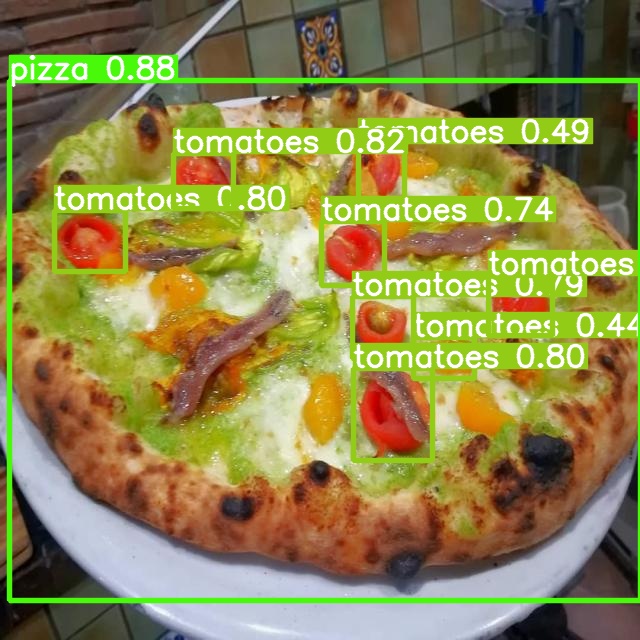 pizza 0.88
tomatoes 0.49
tomatoes 0.82
tomatoes 0.80
tomatoes 0.74
tomatoes
tomatoes 0.79
tomatoes 0.44
tomatoes 0.80